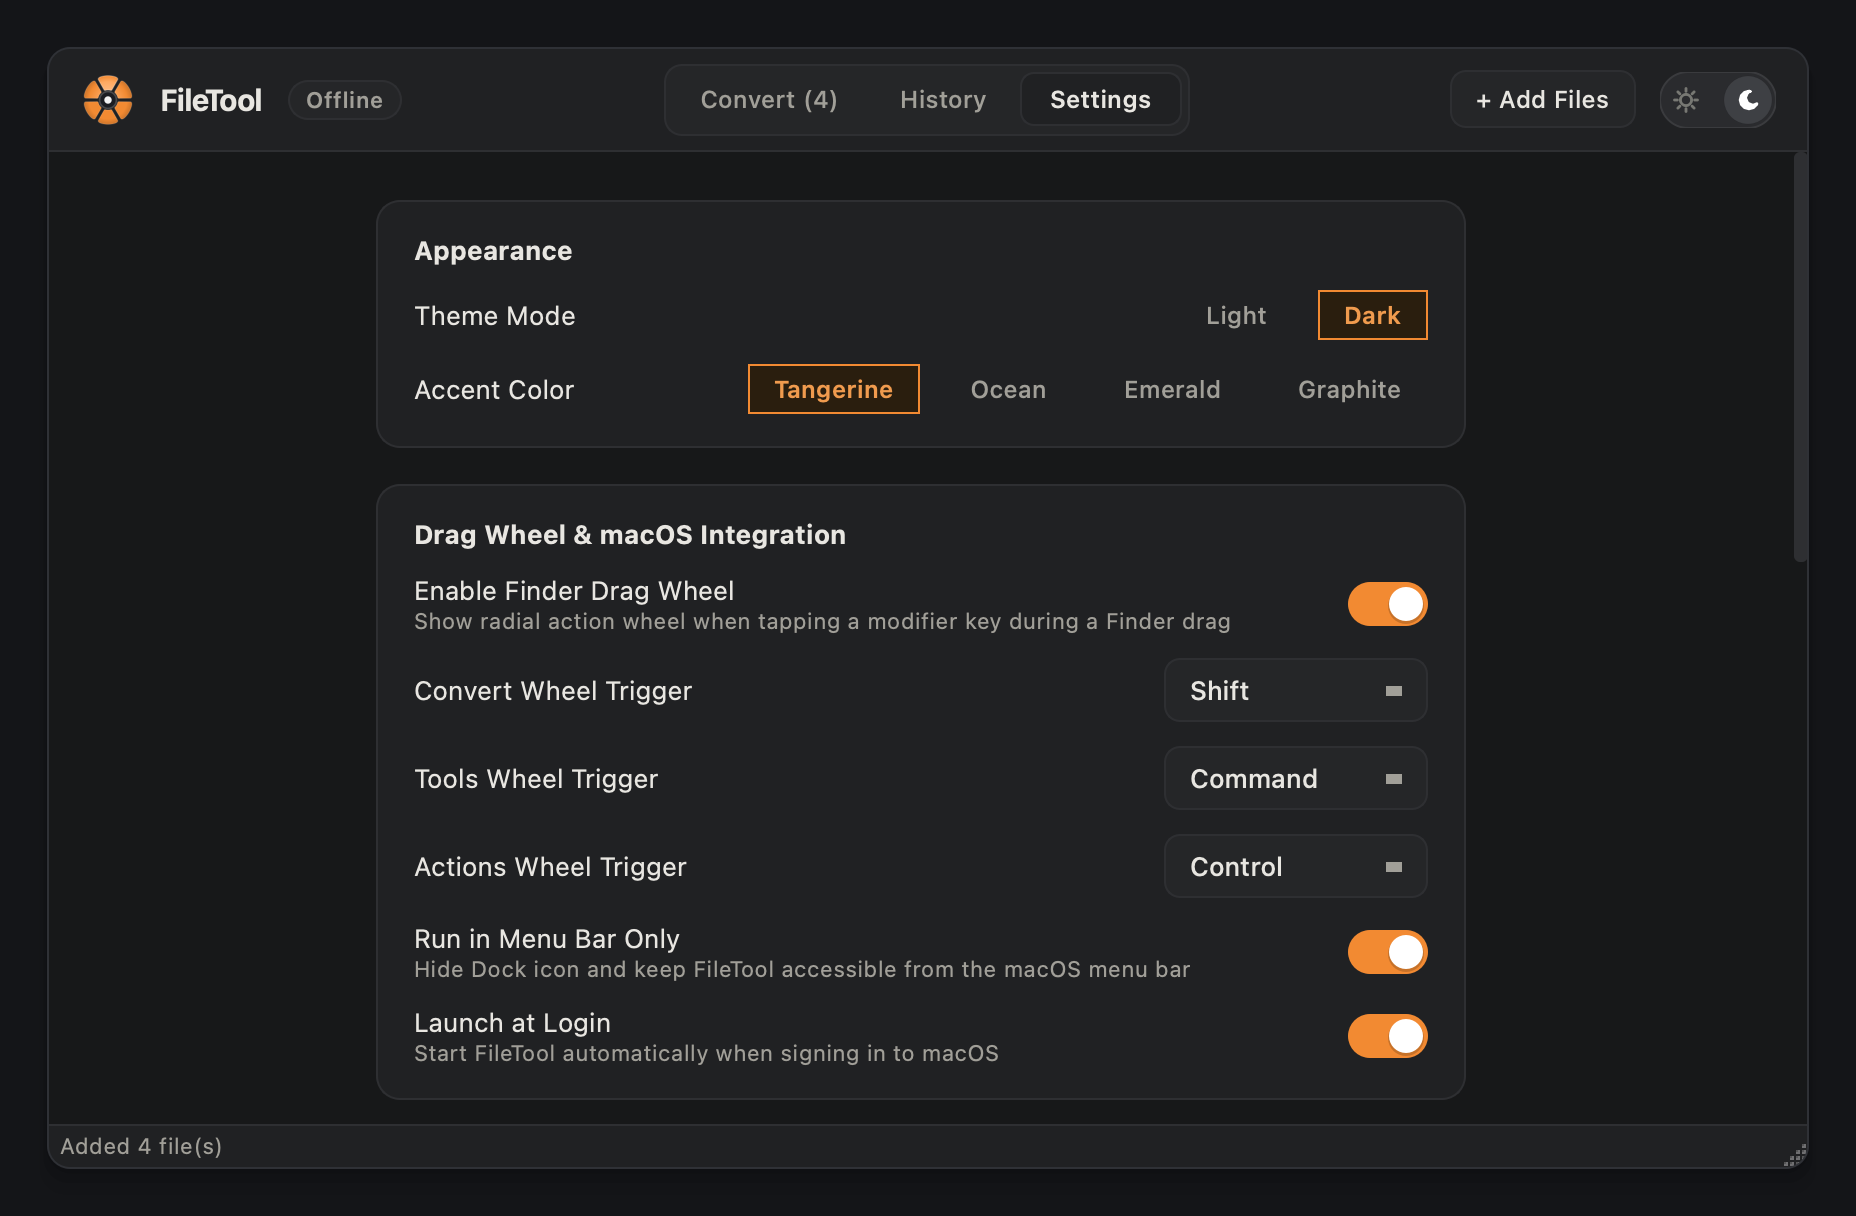 FileTool
Offline
Convert (4)
History
Settings
+ Add Files
Appearance
Theme Mode
Light
Dark
Accent Color
Tangerine
Ocean
Emerald
Graphite
Drag Wheel & macOS Integration
Enable Finder Drag Wheel
Show radial action wheel when tapping a modifier key during a Finder drag
Convert Wheel Trigger
Shift
Tools Wheel Trigger
Command
Actions Wheel Trigger
Control
Run in Menu Bar Only
Hide Dock icon and keep FileTool accessible from the macOS menu bar
Launch at Login
Start FileTool automatically when signing in to macOS
Added 4 file(s)